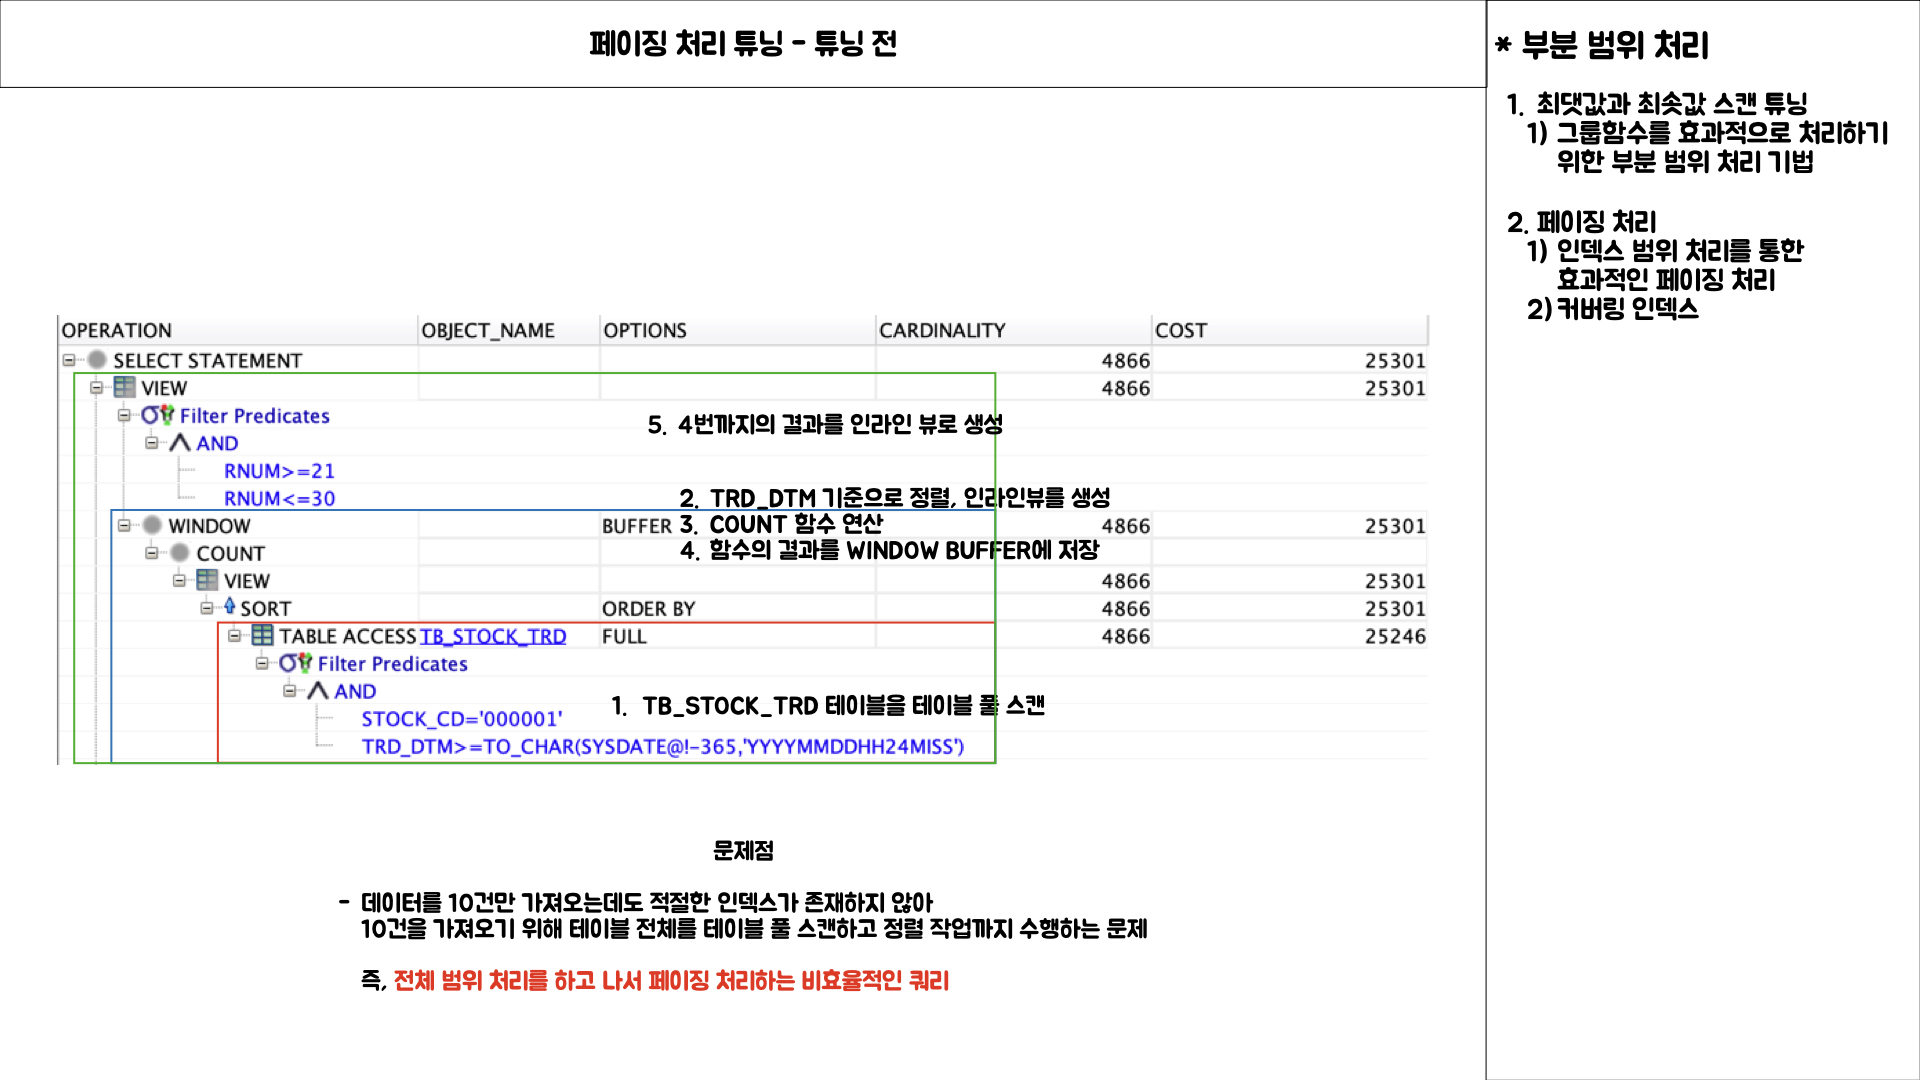 페이징 처리 튜닝 - 튜닝 전
OPERATION OBJECT_NAME OPTIONS CARDINALITY COST
SELECT STATEMENT 4866 25301
VIEW 4866 25301
Filter Predicates
5. 4번까지의 결과를 인라인 뷰로 생성
AND
RNUM>=21
RNUM<=30
2. TRD_DTM 기준으로 정렬, 인라인뷰를 생성
WINDOW BUFFER 4866 25301
3. COUNT 함수 연산
COUNT
4. 함수의 결과를 WINDOW BUFFER에 저장
VIEW 4866 25301
SORT ORDER BY 4866 25301
TABLE ACCESS TB_STOCK_TRD FULL 4866 25246
Filter Predicates
AND
1. TB_STOCK_TRD 테이블을 테이블 풀 스캔
STOCK_CD='000001'
TRD_DTM>=TO_CHAR(SYSDATE@!-365,'YYYYMMDDHH24MISS')
문제점
- 데이터를 10건만 가져오는데도 적절한 인덱스가 존재하지 않아
10건을 가져오기 위해 테이블 전체를 테이블 풀 스캔하고 정렬 작업까지 수행하는 문제
즉, 전체 범위 처리를 하고 나서 페이징 처리하는 비효율적인 쿼리
* 부분 범위 처리
1. 최댓값과 최솟값 스캔 튜닝
1) 그룹함수를 효과적으로 처리하기
위한 부분 범위 처리 기법
2. 페이징 처리
1) 인덱스 범위 처리를 통한
효과적인 페이징 처리
2) 커버링 인덱스